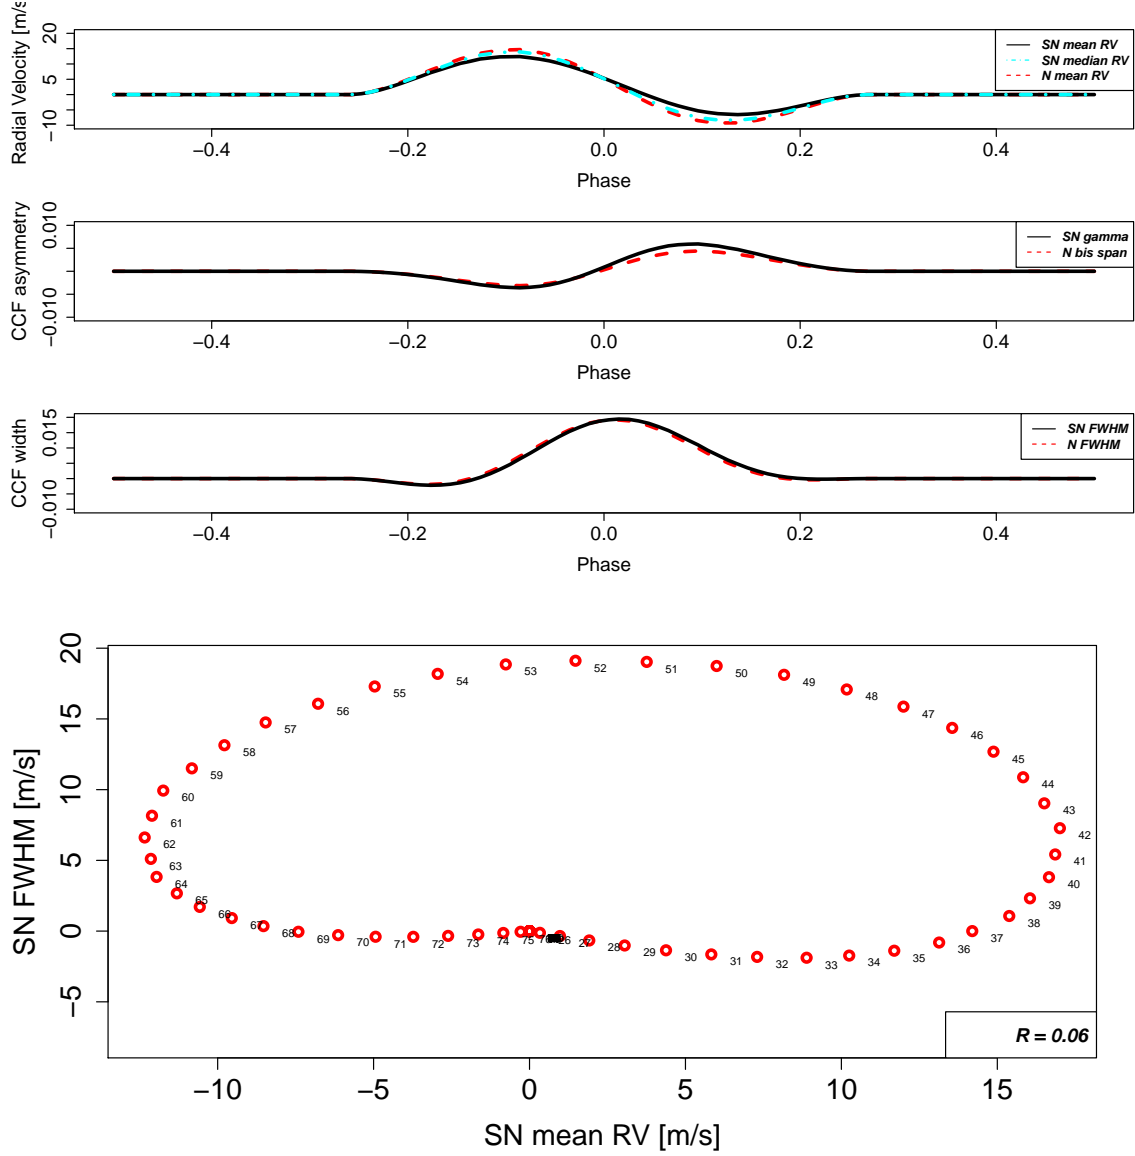 Radial Velocity [m/s
20
5
−10
SN mean RV
SN median RV
N mean RV
−0.4 −0.2 0.0 0.2 0.4
Phase
CCF asymmetry
0.010
−0.010
SN gamma
N bis span
−0.4 −0.2 0.0 0.2 0.4
Phase
CCF width
0.015
−0.010
SN FWHM
N FWHM
−0.4 −0.2 0.0 0.2 0.4
Phase
SN FWHM [m/s]
20
15
10
5
0
−5
53 52 51 50
54 49
55 48
56 47
57 46
58 45
59 44
60 43
61 42
62 41
63 40
64 39
65 38
66 37
67 36
68 35
69 34
70 33
71 32
72 31
73 30
74 29
75 28
76 27
26
R = 0.06
−10 −5 0 5 10 15
SN mean RV [m/s]